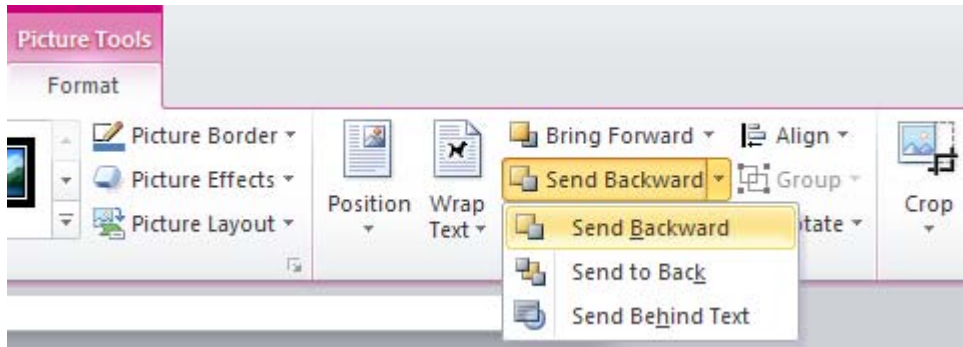 Picture Tools
Format
Picture Border
Picture Effects
Picture Layout
Position
Wrap
Text
Bring Forward
Send Backward
Align
Group
tate
Crop
Send Backward
Send to Back
Send Behind Text